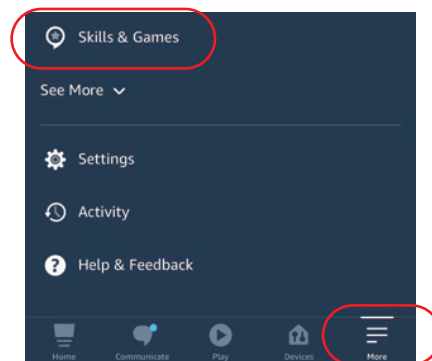 Skills & Games
See More
Settings
Activity
Help & Feedback
Home Communicate Play Devices More